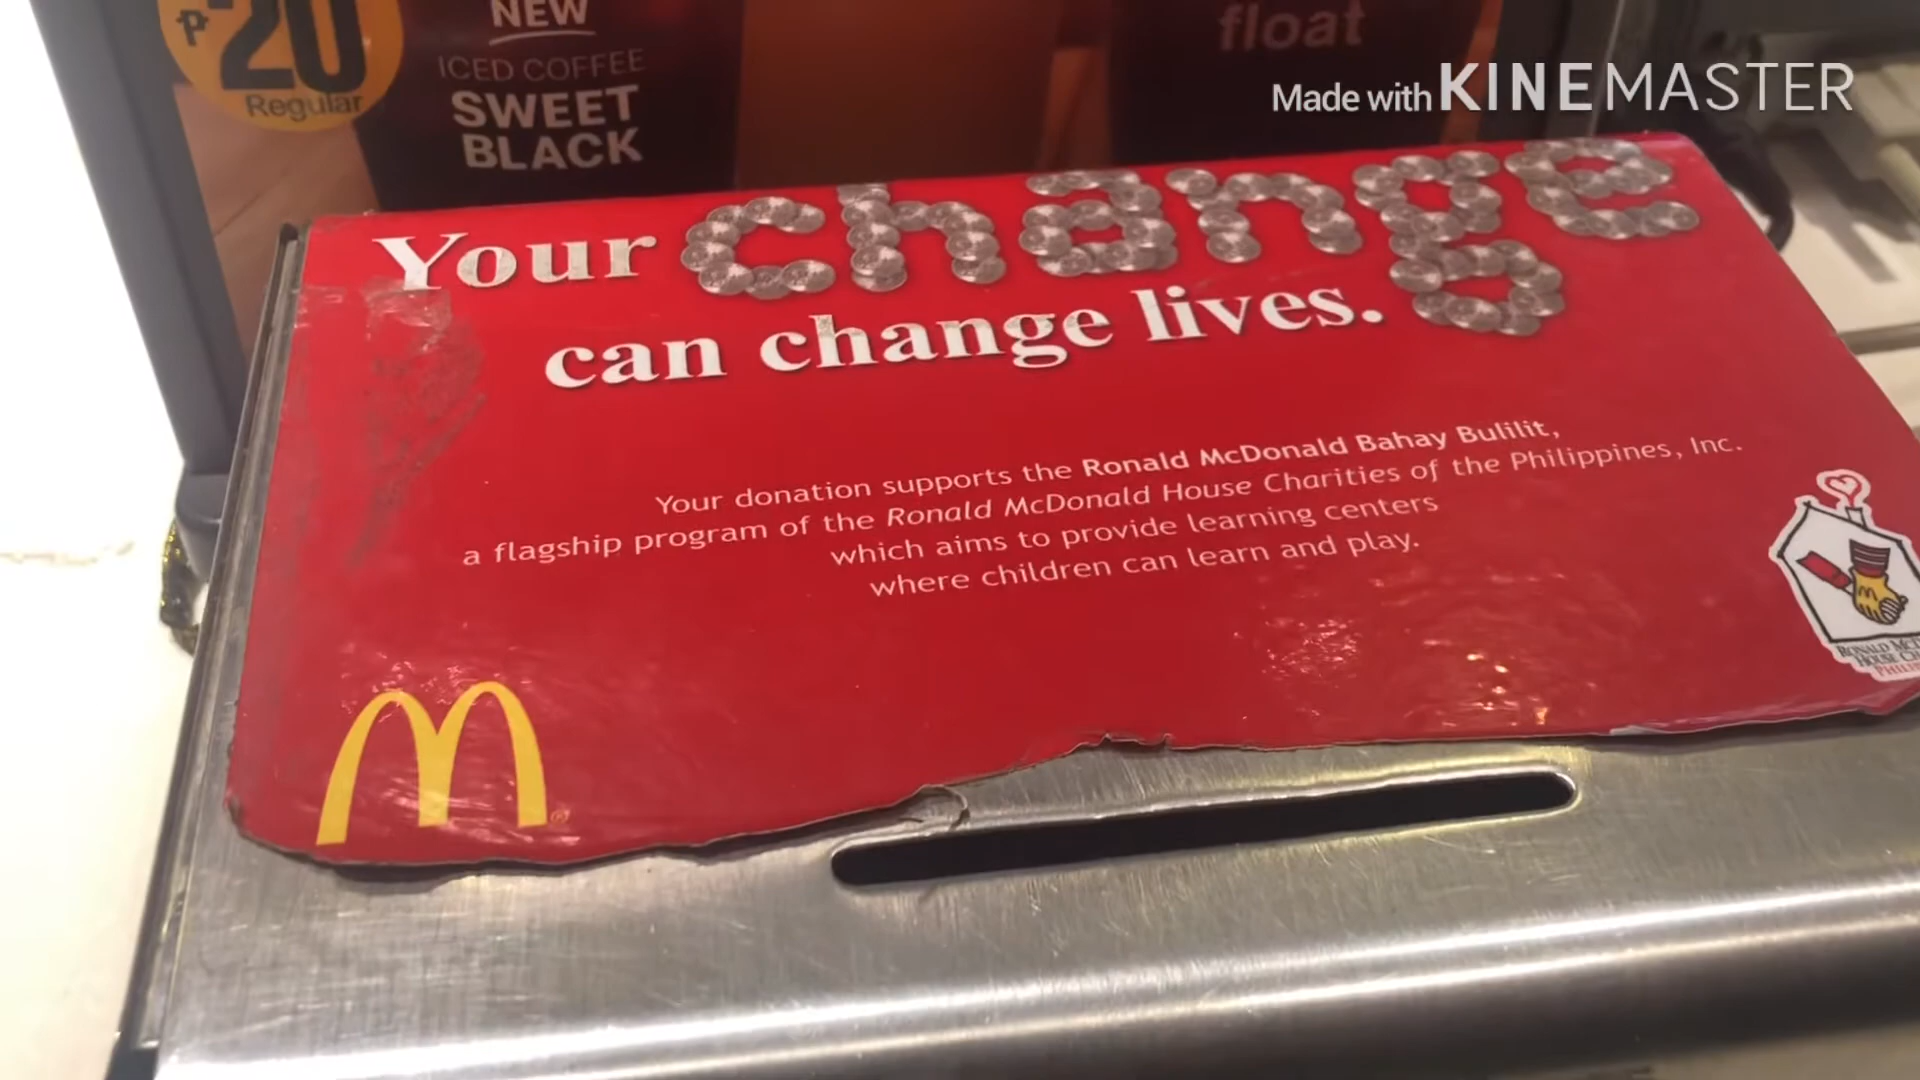 ₱20
Regular
NEW
ICED COFFEE
SWEET
BLACK
float
Made with KINEMASTER
Your change
can change lives.
Your donation supports the Ronald McDonald Bahay Bulilit,
a flagship program of the Ronald McDonald House Charities of the Philippines, Inc.
which aims to provide learning centers
where children can learn and play.
RONALD
HOUSE